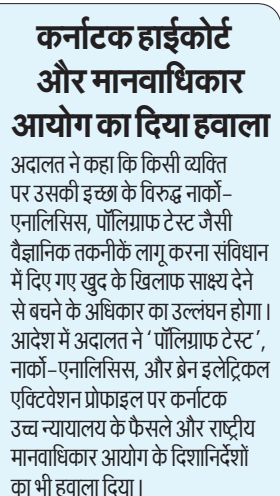 कर्नाटक हाईकोर्ट
और मानवाधिकार
आयोग का दिया हवाला
अदालत ने कहा कि किसी व्यक्ति
पर उसकी इच्छा के विरुद्ध नार्को-
एनालिसिस, पॉलिग्राफ टेस्ट जैसी
वैज्ञानिक तकनीकें लागू करना संविधान
में दिए गए खुद के खिलाफ साक्ष्य देने
से बचने के अधिकार का उल्लंघन होगा।
आदेश में अदालत ने 'पॉलिग्राफ टेस्ट',
नार्को-एनालिसिस, और ब्रेन इलेट्रिकल
एक्टिवेशन प्रोफाइल पर कर्नाटक
उच्च न्यायालय के फैसले और राष्ट्रीय
मानवाधिकार आयोग के दिशानिर्देशों
का भी हवाला दिया।